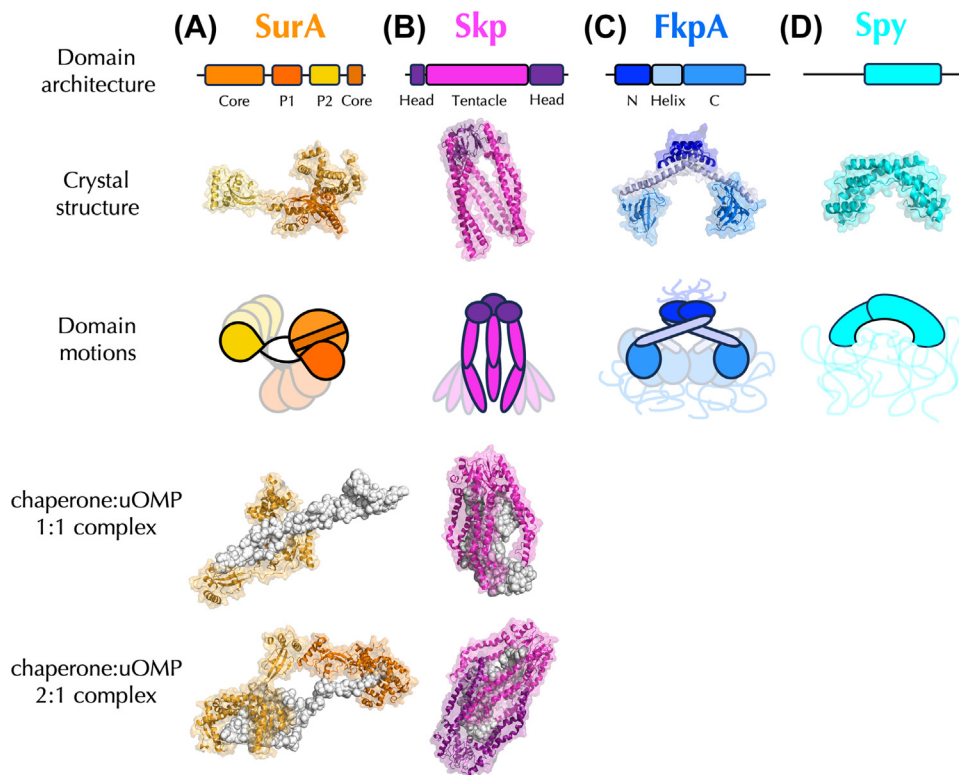 (A) SurA (B) Skp (C) FkpA (D) Spy
Domain
architecture
Core P1 P2 Core Head Tentacle Head N Helix C
Crystal
structure
Domain
motions
chaperone:uOMP
1:1 complex
chaperone:uOMP
2:1 complex